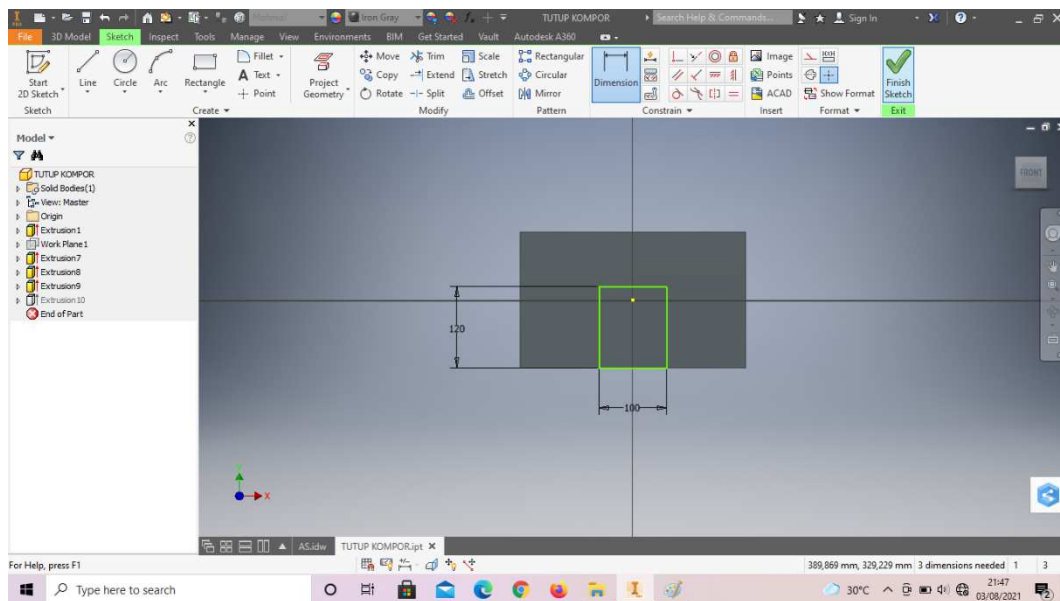 PRO
Material
Iron Gray
TUTUP KOMPOR
Search Help & Commands...
Sign In
File 3D Model Sketch Inspect Tools Manage View Environments BIM Get Started Vault Autodesk A360
Start 2D Sketch
Line
Circle
Arc
Rectangle
Fillet
Text
Point
Project Geometry
Move
Copy
Rotate
Trim
Extend
Split
Scale
Stretch
Offset
Rectangular
Circular
Mirror
Dimension
Image
Points
ACAD
Show Format
Finish Sketch
Sketch Create Modify Pattern Constrain Insert Format Exit
Model
TUTUP KOMPOR
Solid Bodies(1)
View: Master
Origin
Extrusion1
Work Plane1
Extrusion7
Extrusion8
Extrusion9
Extrusion10
End of Part
FRONT
120
100
Y
X
AS.idw TUTUP KOMPOR.ipt
For Help, press F1
389,869 mm, 329,229 mm 3 dimensions needed 1 3
Type here to search
30°C
21:47
03/08/2021